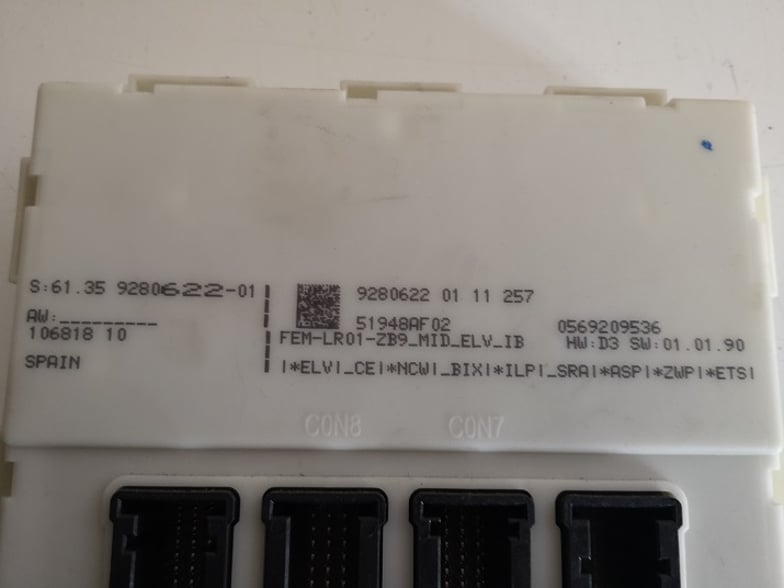 S:61.35 9280622-01
AW:_________
106818 10
SPAIN
9280622 01 11 257
51948AF02 0569209536
FEM-LR01-ZB9_MID_ELV_IB HW:D3 SW:01.01.90
|*ELV|_CE|*NCW|_BIX|*ILP|_SRA|*ASP|*ZWP|*ETS|
CON8 CON7